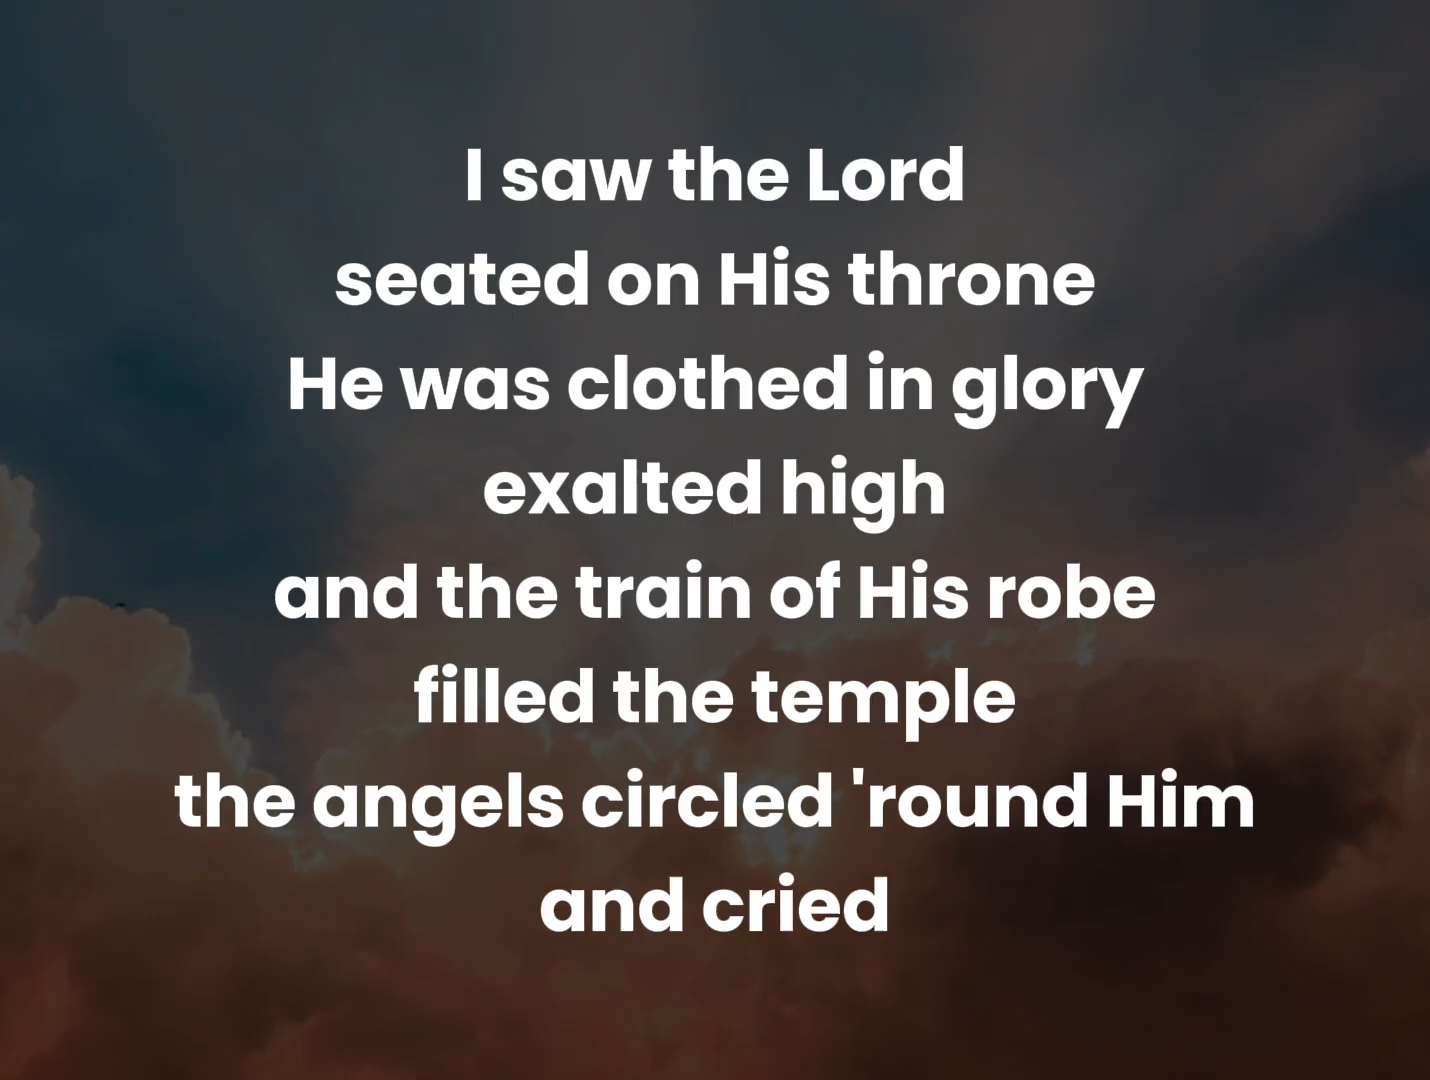 I saw the Lord
seated on His throne
He was clothed in glory
exalted high
and the train of His robe
filled the temple
the angels circled 'round Him
and cried